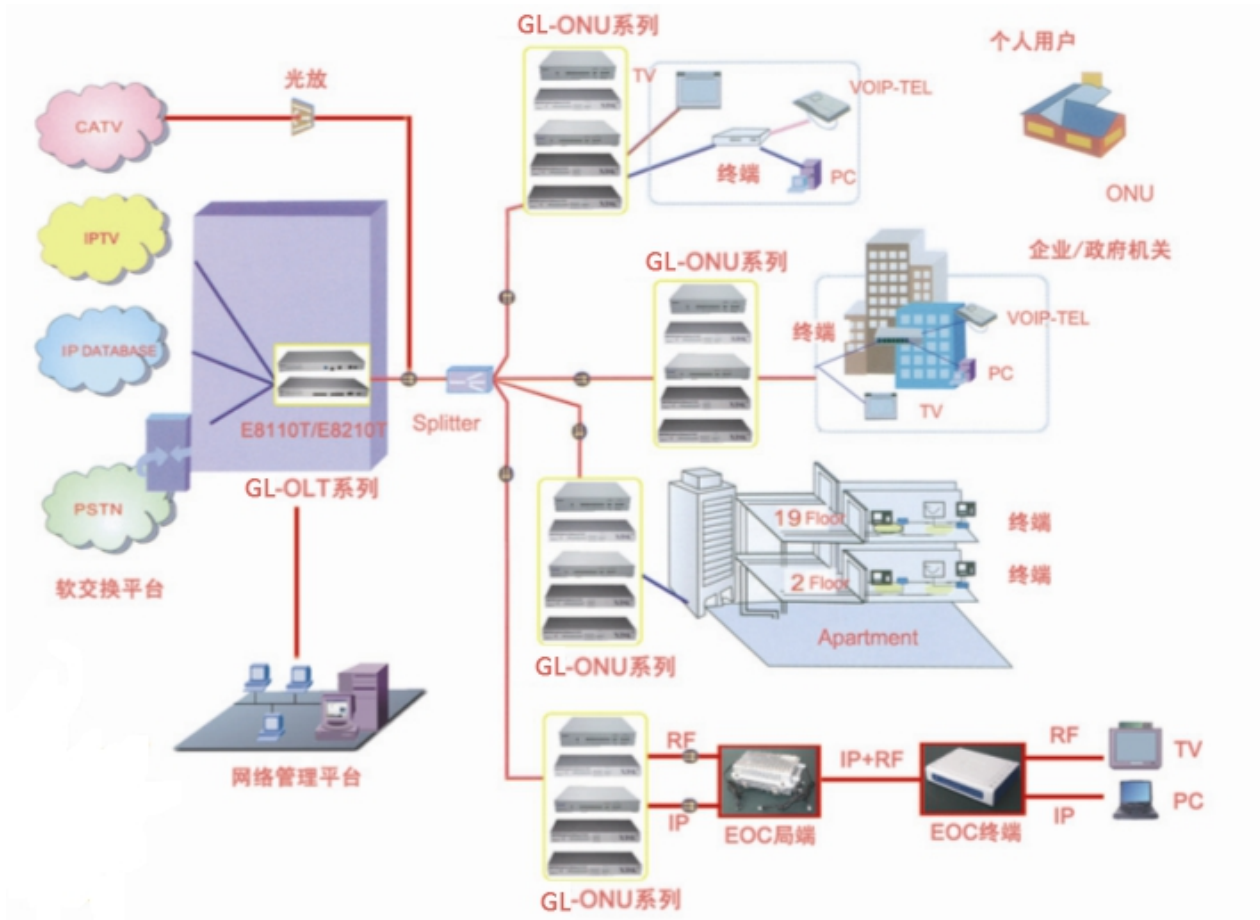 GL-ONU系列
个人用户
光放
TV
VOIP-TEL
CATV
终端
PC
ONU
IPTV
GL-ONU系列
企业/政府机关
终端
VOIP-TEL
IP DATABASE
PC
TV
E8110T/E8210T
Splitter
GL-OLT系列
PSTN
19 Floor
终端
2 Floor
终端
软交换平台
Apartment
GL-ONU系列
RF
IP+RF
RF
TV
网络管理平台
IP
EOC局端
EOC终端
IP
PC
GL-ONU系列